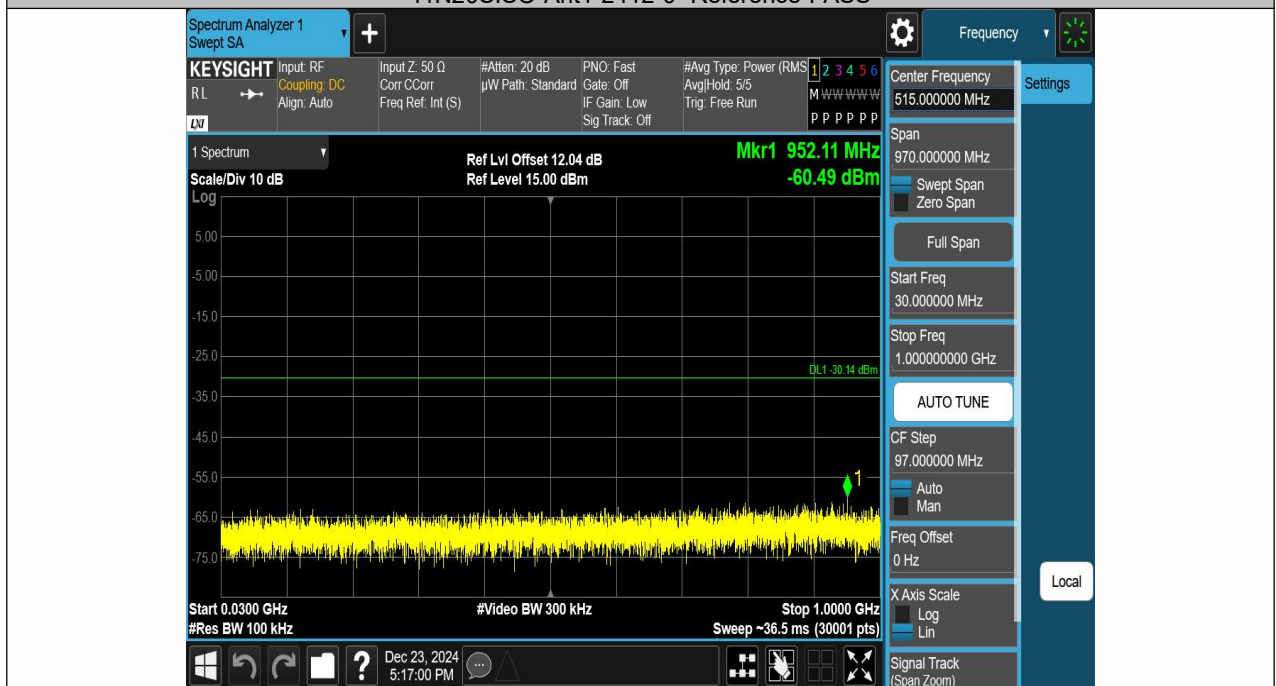 Spectrum Analyzer 1
Swept SA
+
Frequency
KEYSIGHT
RL
LXI
Input: RF
Coupling: DC
Align: Auto
Input Z: 50 Ω
Corr CCorr
Freq Ref: Int (S)
#Atten: 20 dB
µW Path: Standard
PNO: Fast
Gate: Off
IF Gain: Low
Sig Track: Off
#Avg Type: Power (RMS
Avg|Hold: 5/5
Trig: Free Run
1 2 3 4 5 6
M W W W W W
P P P P P P
1 Spectrum
Scale/Div 10 dB
Log
Ref Lvl Offset 12.04 dB
Ref Level 15.00 dBm
Mkr1 952.11 MHz
-60.49 dBm
5.00
-5.00
-15.0
-25.0
DL1 -30.14 dBm
-35.0
-45.0
-55.0
1
-65.0
-75.0
Start 0.0300 GHz
#Res BW 100 kHz
#Video BW 300 kHz
Stop 1.0000 GHz
Sweep ~36.5 ms (30001 pts)
Center Frequency
515.000000 MHz
Settings
Span
970.000000 MHz
Swept Span
Zero Span
Full Span
Start Freq
30.000000 MHz
Stop Freq
1.000000000 GHz
AUTO TUNE
CF Step
97.000000 MHz
Auto
Man
Freq Offset
0 Hz
Local
X Axis Scale
Log
Lin
Signal Track
(Span Zoom)
?
Dec 23, 2024
5:17:00 PM